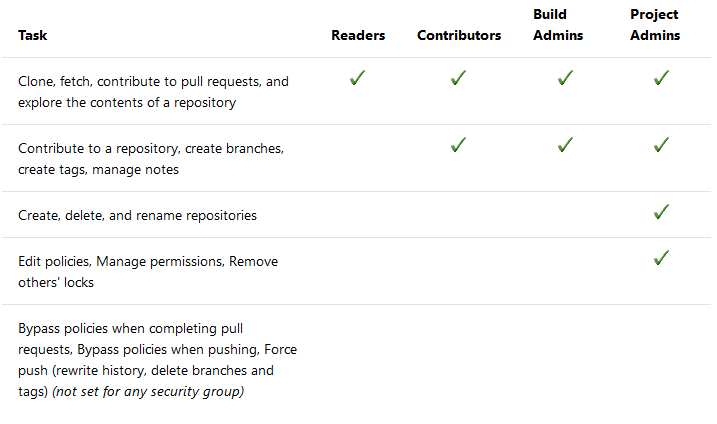 Task Readers Contributors Build Admins Project Admins
Clone, fetch, contribute to pull requests, and ✓ ✓ ✓ ✓
explore the contents of a repository
Contribute to a repository, create branches, ✓ ✓ ✓
create tags, manage notes
Create, delete, and rename repositories ✓
Edit policies, Manage permissions, Remove ✓
others' locks
Bypass policies when completing pull
requests, Bypass policies when pushing, Force
push (rewrite history, delete branches and
tags) (not set for any security group)